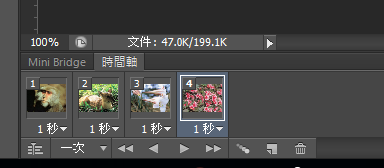 100% 文件: 47.0K/199.1K
Mini Bridge 時間軸
1 2 3 4
1 秒 1 秒 1 秒 1 秒
一次